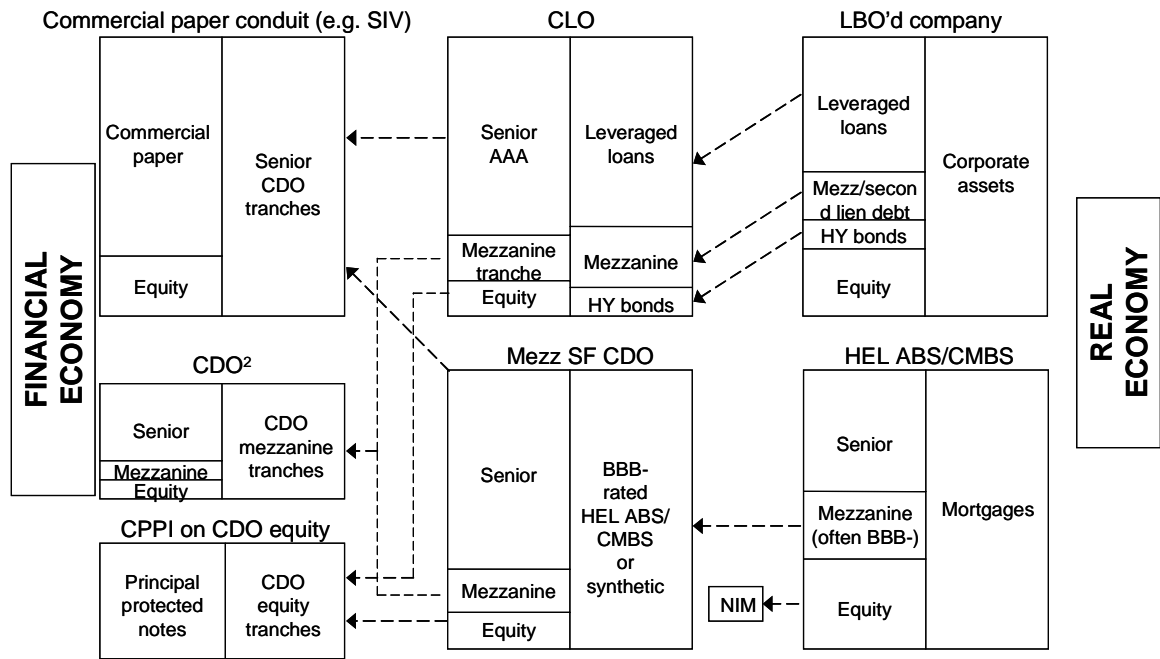 Commercial paper conduit (e.g. SIV)
Commercial
paper
Equity
Senior
CDO
tranches
CLO
Senior
AAA
Mezzanine
tranche
Equity
Leveraged
loans
Mezzanine
HY bonds
LBO’d company
Leveraged
loans
Mezz/secon
d lien debt
HY bonds
Equity
Corporate
assets
FINANCIAL
ECONOMY
REAL
ECONOMY
CDO²
Senior
Mezzanine
Equity
CDO
mezzanine
tranches
CPPI on CDO equity
Principal
protected
notes
CDO
equity
tranches
Mezz SF CDO
Senior
Mezzanine
Equity
BBB-
rated
HEL ABS/
CMBS
or
synthetic
HEL ABS/CMBS
Senior
Mezzanine
(often BBB-)
Equity
Mortgages
NIM